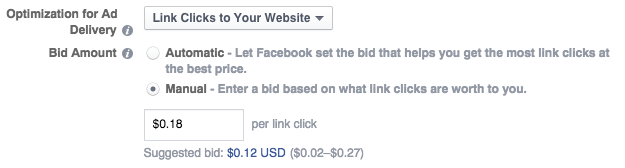 Optimization for Ad Link Clicks to Your Website
Delivery
Bid Amount Automatic - Let Facebook set the bid that helps you get the most link clicks at
the best price.
Manual - Enter a bid based on what link clicks are worth to you.
$0.18 per link click
Suggested bid: $0.12 USD ($0.02–$0.27)